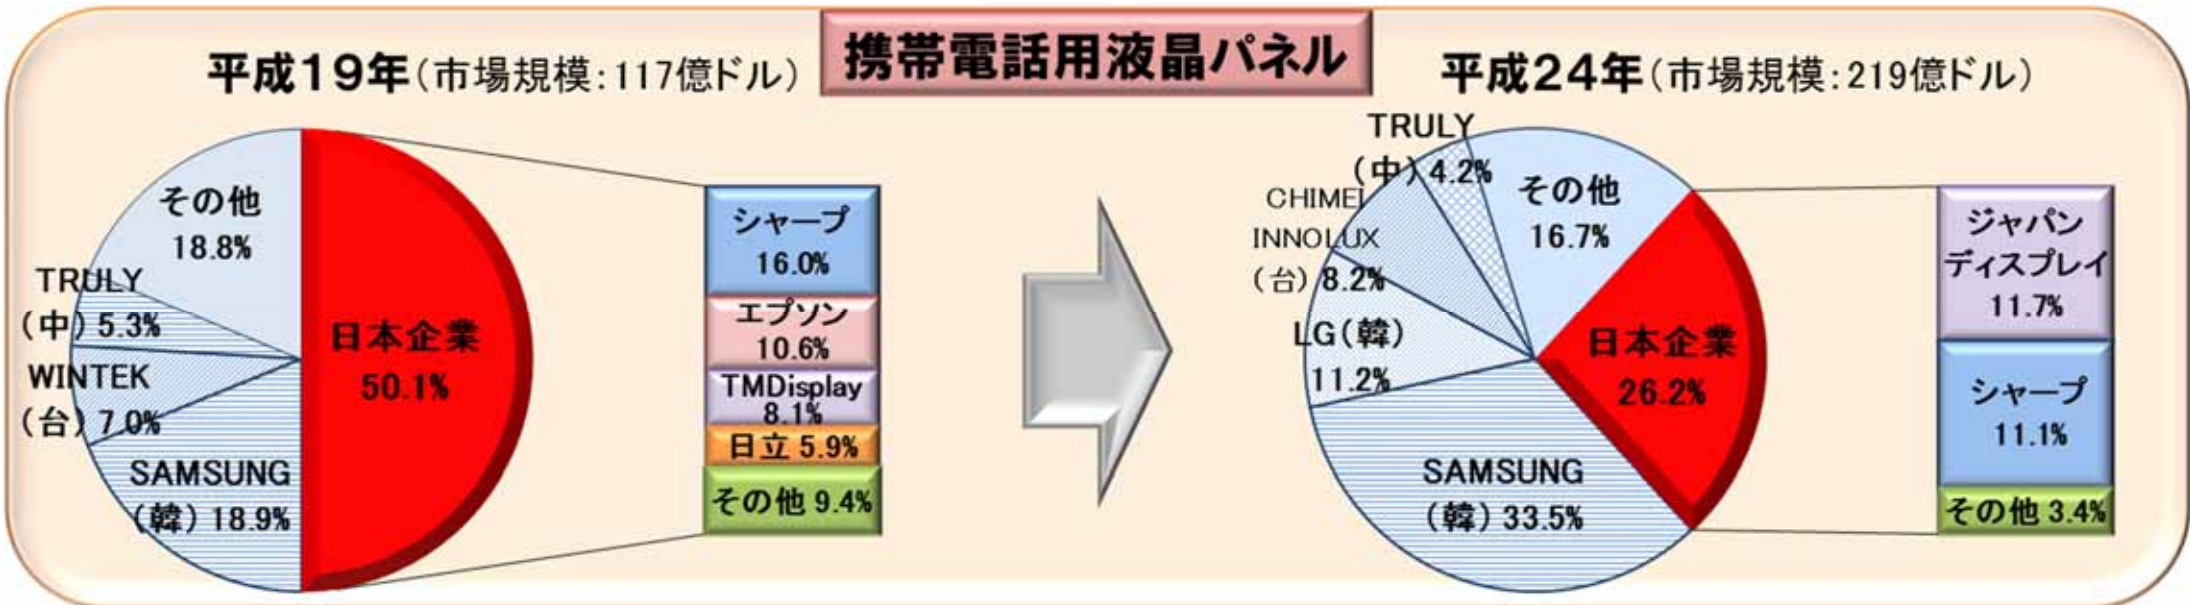 携帯電話用液晶パネル
平成19年(市場規模:117億ドル)
その他
18.8%
TRULY
(中) 5.3%
WINTEK
(台) 7.0%
SAMSUNG
(韓) 18.9%
日本企業
50.1%
シャープ
16.0%
エプソン
10.6%
TMDisplay
8.1%
日立 5.9%
その他 9.4%
平成24年(市場規模:219億ドル)
TRULY
(中) 4.2%
CHIMEI
INNOLUX
(台) 8.2%
LG(韓)
11.2%
SAMSUNG
(韓) 33.5%
その他
16.7%
日本企業
26.2%
ジャパン
ディスプレイ
11.7%
シャープ
11.1%
その他 3.4%